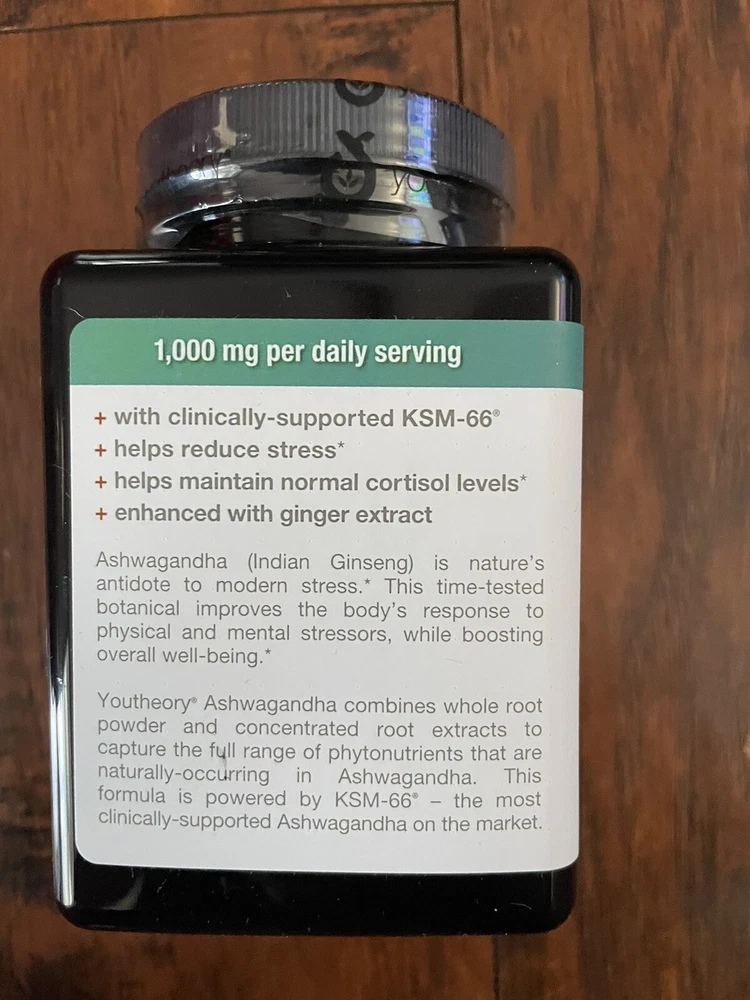 you
theory
1,000 mg per daily serving
+ with clinically-supported KSM-66®
+ helps reduce stress*
+ helps maintain normal cortisol levels*
+ enhanced with ginger extract
Ashwagandha (Indian Ginseng) is nature's
antidote to modern stress.* This time-tested
botanical improves the body's response to
physical and mental stressors, while boosting
overall well-being.*
Youtheory® Ashwagandha combines whole root
powder and concentrated root extracts to
capture the full range of phytonutrients that are
naturally-occurring in Ashwagandha. This
formula is powered by KSM-66® – the most
clinically-supported Ashwagandha on the market.